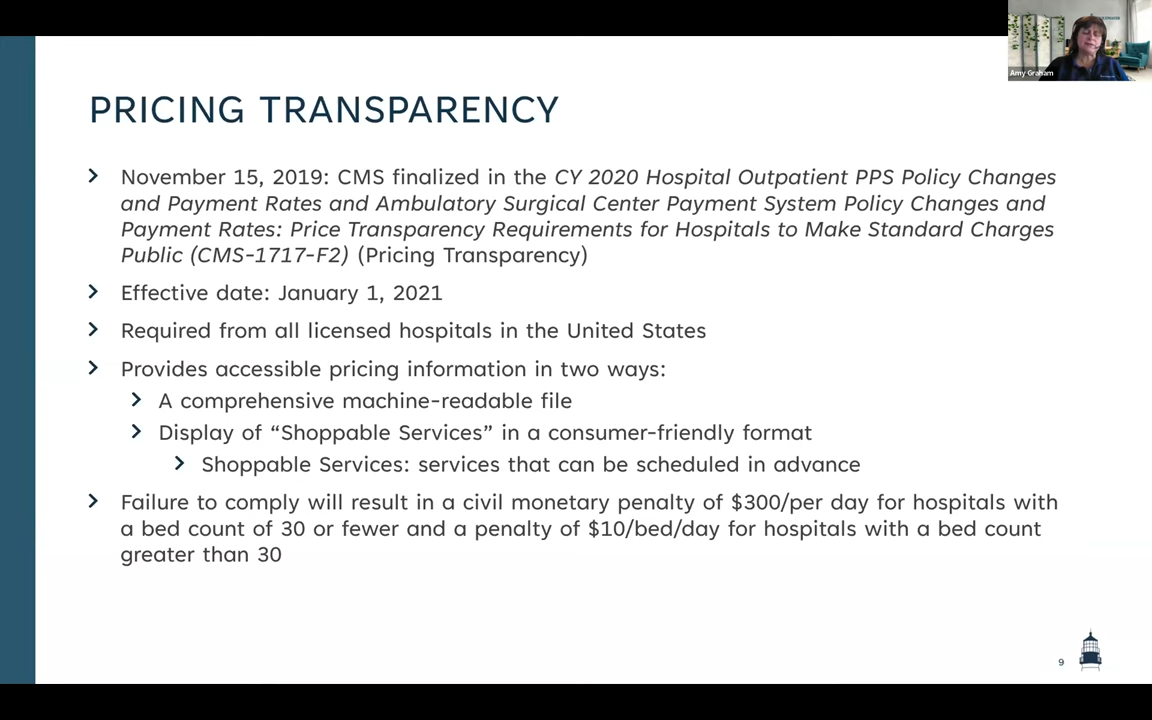 Amy Graham
PRICING TRANSPARENCY
November 15, 2019: CMS finalized in the CY 2020 Hospital Outpatient PPS Policy Changes
and Payment Rates and Ambulatory Surgical Center Payment System Policy Changes and
Payment Rates: Price Transparency Requirements for Hospitals to Make Standard Charges
Public (CMS-1717-F2) (Pricing Transparency)
Effective date: January 1, 2021
Required from all licensed hospitals in the United States
Provides accessible pricing information in two ways:
A comprehensive machine-readable file
Display of “Shoppable Services” in a consumer-friendly format
Shoppable Services: services that can be scheduled in advance
Failure to comply will result in a civil monetary penalty of $300/per day for hospitals with
a bed count of 30 or fewer and a penalty of $10/bed/day for hospitals with a bed count
greater than 30
9